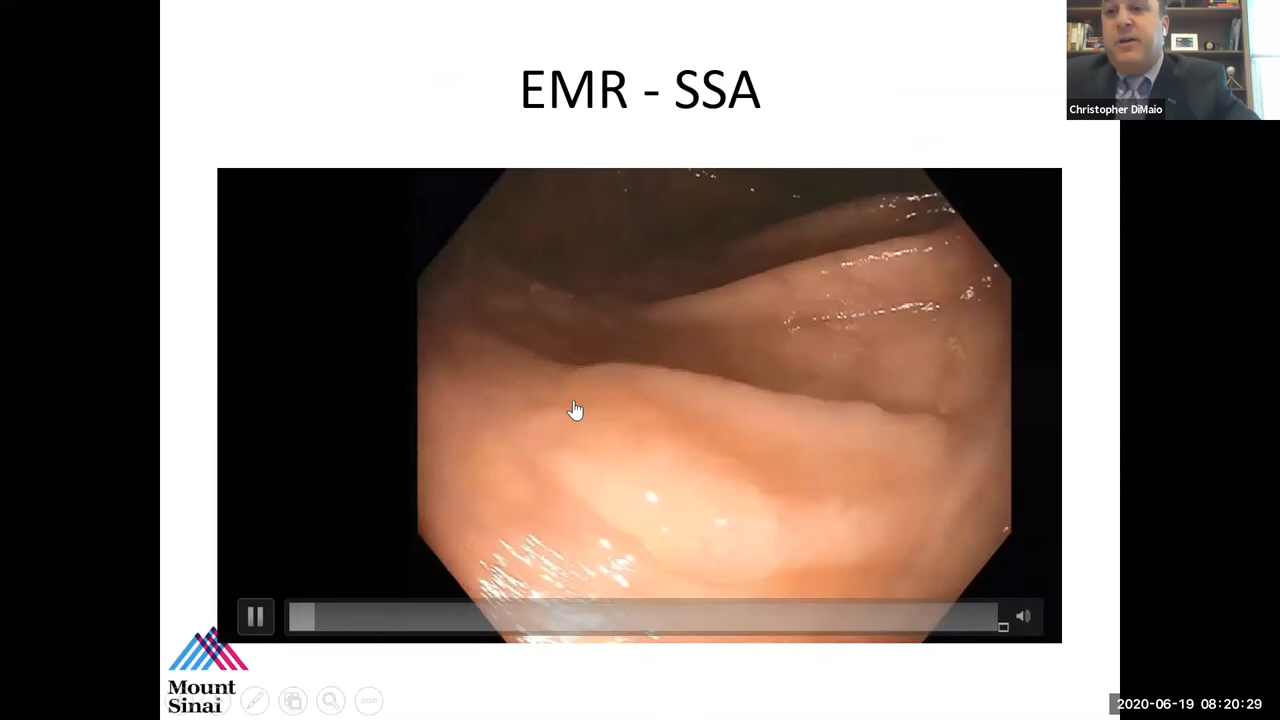 EMR - SSA
Christopher DiMaio
Mount
Sinai
2020-06-19 08:20:29